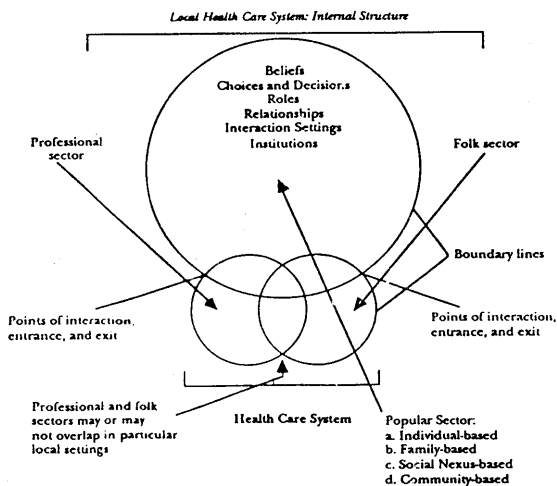 Local Health Care System: Internal Structure
Beliefs
Choices and Decisions
Roles
Relationships
Interaction Settings
Institutions
Professional
sector
Folk sector
Boundary lines
Points of interaction,
entrance, and exit
Points of interaction,
entrance, and exit
Professional and folk
sectors may or may
not overlap in particular
local settings
Health Care System
Popular Sector:
a. Individual-based
b. Family-based
c. Social Nexus-based
d. Community-based